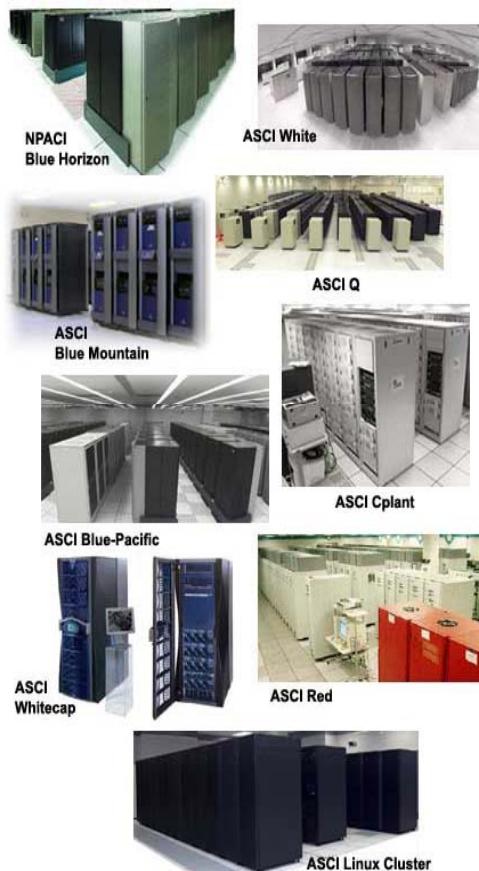 NPACI
Blue Horizon
ASCI White
ASCI Q
ASCI
Blue Mountain
ASCI Cplant
ASCI Blue-Pacific
ASCI
Whitecap
ASCI Red
ASCI Linux Cluster